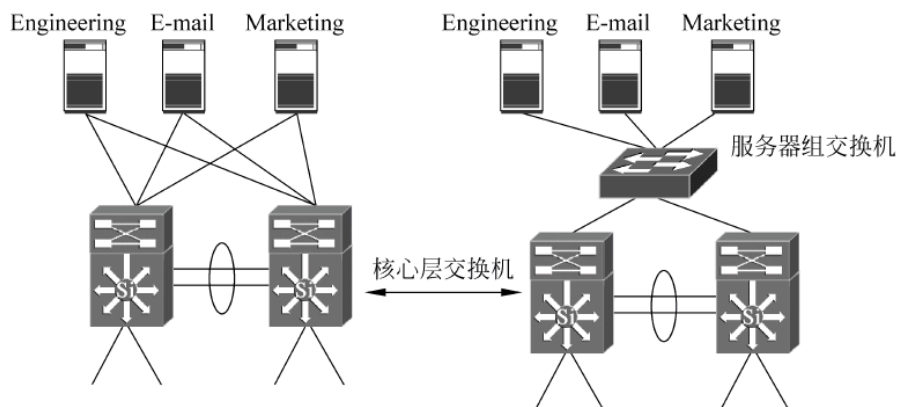 Engineering E-mail Marketing
Engineering E-mail Marketing
服务器组交换机
核心层交换机
Si
Si
Si
Si